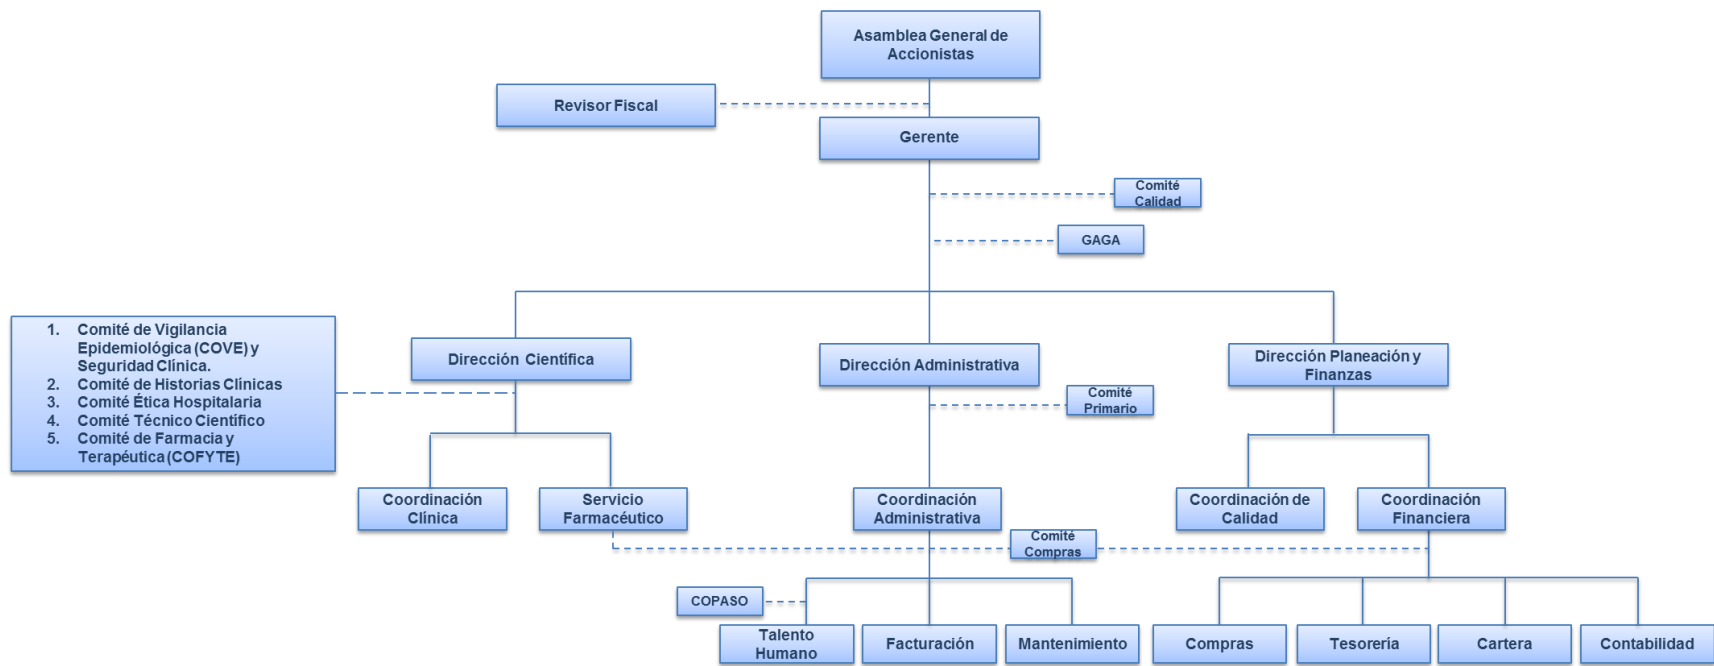 Asamblea General de
Accionistas
Revisor Fiscal
Gerente
Comité
Calidad
GAGA
1. Comité de Vigilancia
Epidemiológica (COVE) y
Seguridad Clínica.
2. Comité de Historias Clínicas
3. Comité Ética Hospitalaria
4. Comité Técnico Científico
5. Comité de Farmacia y
Terapéutica (COFYTE)
Dirección Científica
Dirección Administrativa
Dirección Planeación y
Finanzas
Comité
Primario
Coordinación
Clínica
Servicio
Farmacéutico
Coordinación
Administrativa
Coordinación de
Calidad
Coordinación
Financiera
Comité
Compras
COPASO
Talento
Humano
Facturación
Mantenimiento
Compras
Tesorería
Cartera
Contabilidad